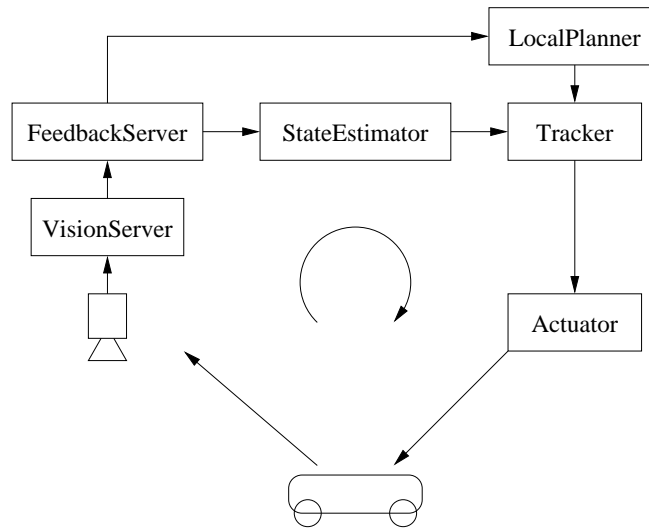 LocalPlanner
FeedbackServer
StateEstimator
Tracker
VisionServer
Actuator